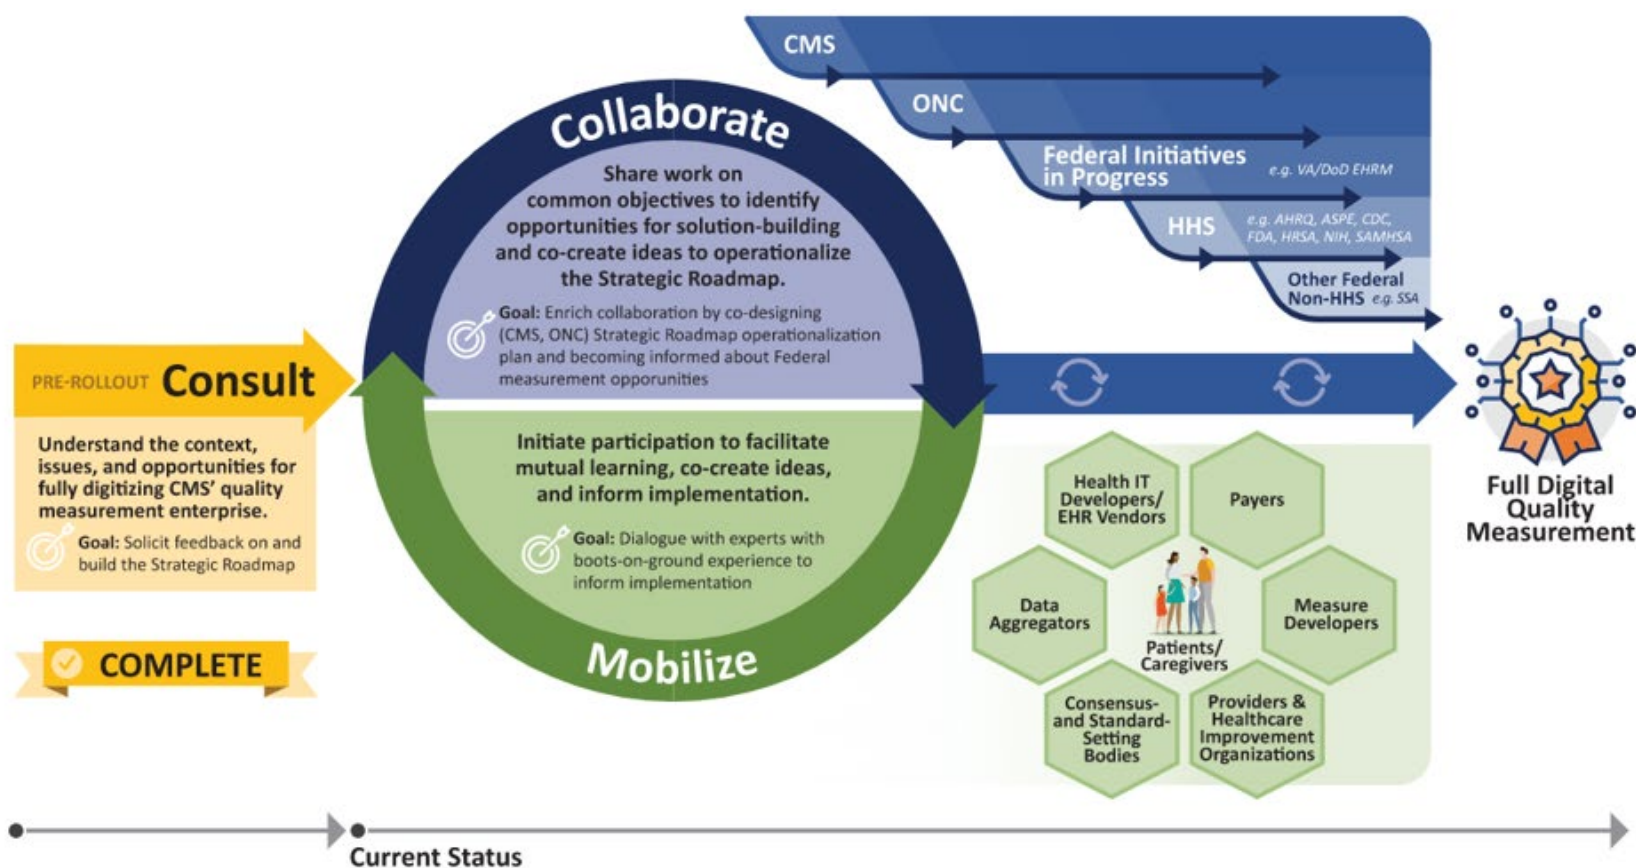 PRE-ROLLOUT Consult
Understand the context,
issues, and opportunities for
fully digitizing CMS' quality
measurement enterprise.
Goal: Solicit feedback on and
build the Strategic Roadmap
COMPLETE
Collaborate
Share work on
common objectives to identify
opportunities for solution-building
and co-create ideas to operationalize
the Strategic Roadmap.
Goal: Enrich collaboration by co-designing
(CMS, ONC) Strategic Roadmap operationalization
plan and becoming informed about Federal
measurement opporunities
Initiate participation to facilitate
mutual learning, co-create ideas,
and inform implementation.
Goal: Dialogue with experts with
boots-on-ground experience to
inform implementation
Mobilize
CMS
ONC
Federal Initiatives
in Progress
e.g. VA/DoD EHRM
HHS
e.g. AHRQ, ASPE, CDC,
FDA, HRSA, NIH, SAMHSA
Other Federal
Non-HHS e.g. SSA
Health IT
Developers/
EHR Vendors
Payers
Data
Aggregators
Patients/
Caregivers
Measure
Developers
Consensus-
and Standard-
Setting
Bodies
Providers &
Healthcare
Improvement
Organizations
Full Digital
Quality
Measurement
Current Status